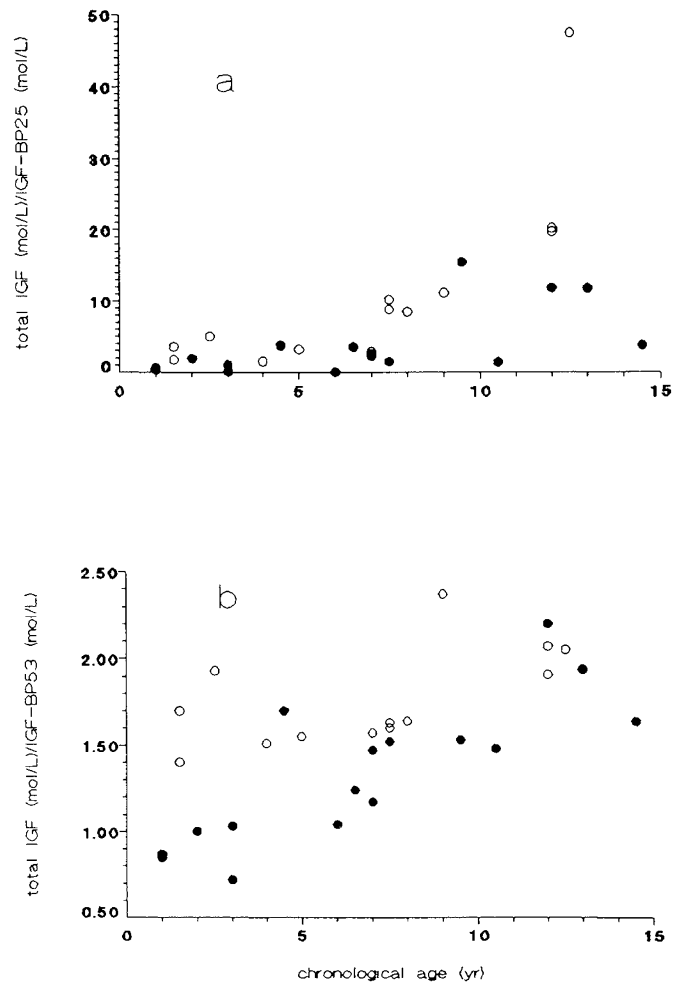 total IGF (mol/L)/IGF-BP25 (mol/L)
50
40
30
20
10
0
a
0 5 10 15
total IGF (mol/L)/IGF-BP53 (mol/L)
2.50
2.00
1.50
1.00
0.50
b
0 5 10 15
chronological age (yr)